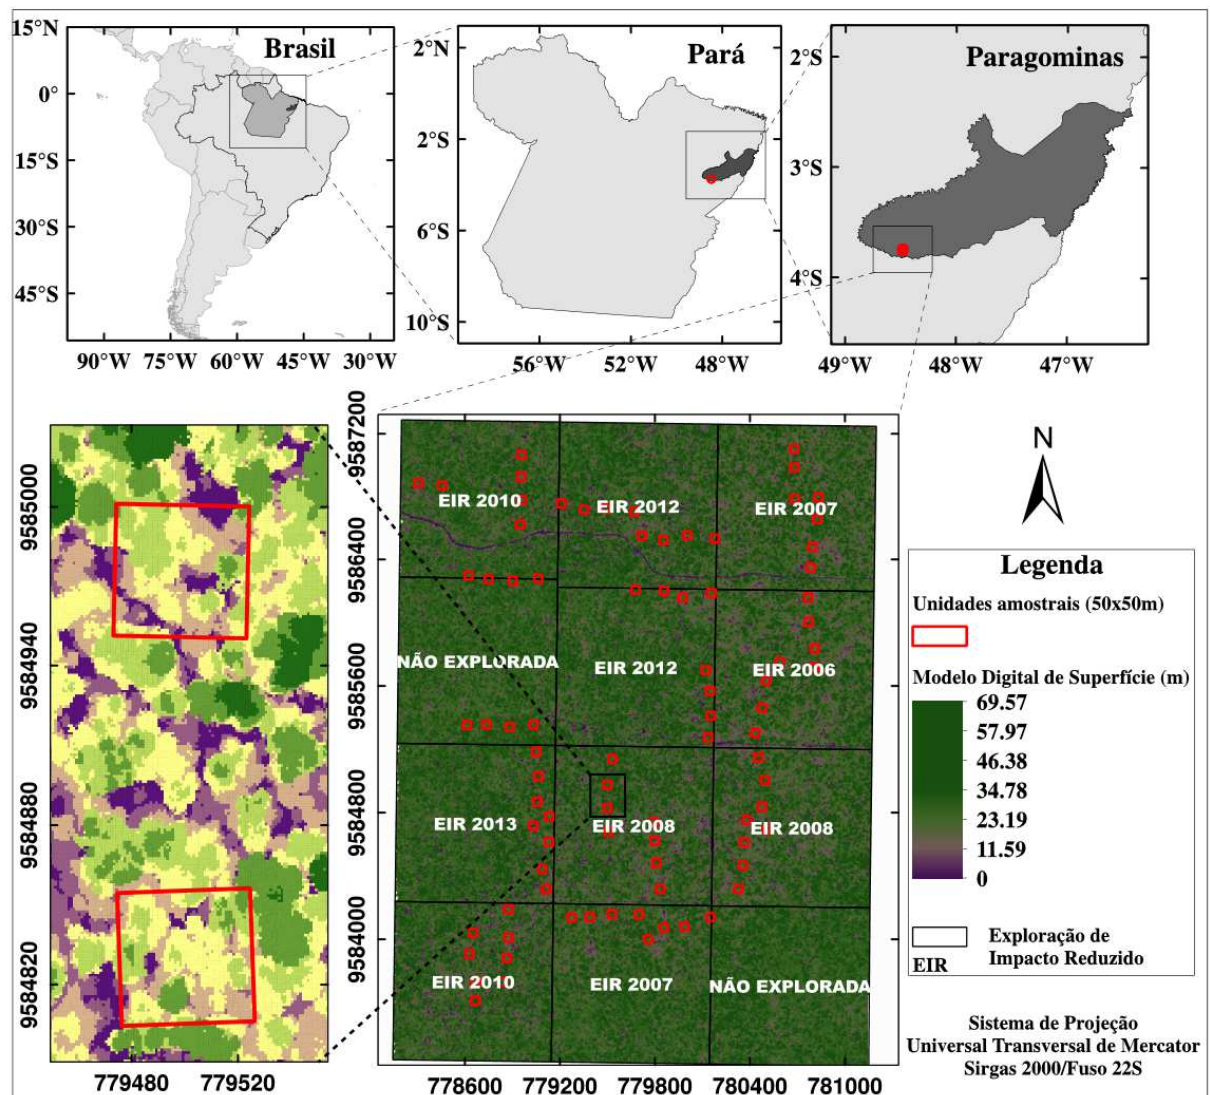 Brasil
15°N
0°
15°S
30°S
45°S
90°W 75°W 60°W 45°W 30°W
Pará
2°N
2°S
6°S
10°S
56°W 52°W 48°W
Paragominas
2°S
3°S
4°S
49°W 48°W 47°W
9585000
9584940
9584880
9584820
779480 779520
9587200
9586400
9585600
9584800
9584000
EIR 2010 EIR 2012 EIR 2007
NÃO EXPLORADA EIR 2012 EIR 2006
EIR 2013 EIR 2008 EIR 2008
EIR 2010 EIR 2007 NÃO EXPLORADA
778600 779200 779800 780400 781000
N
Legenda
Unidades amostrais (50x50m)
Modelo Digital de Superfície (m)
69.57
57.97
46.38
34.78
23.19
11.59
0
Exploração de
Impacto Reduzido
EIR
Sistema de Projeção
Universal Transversal de Mercator
Sirgas 2000/Fuso 22S